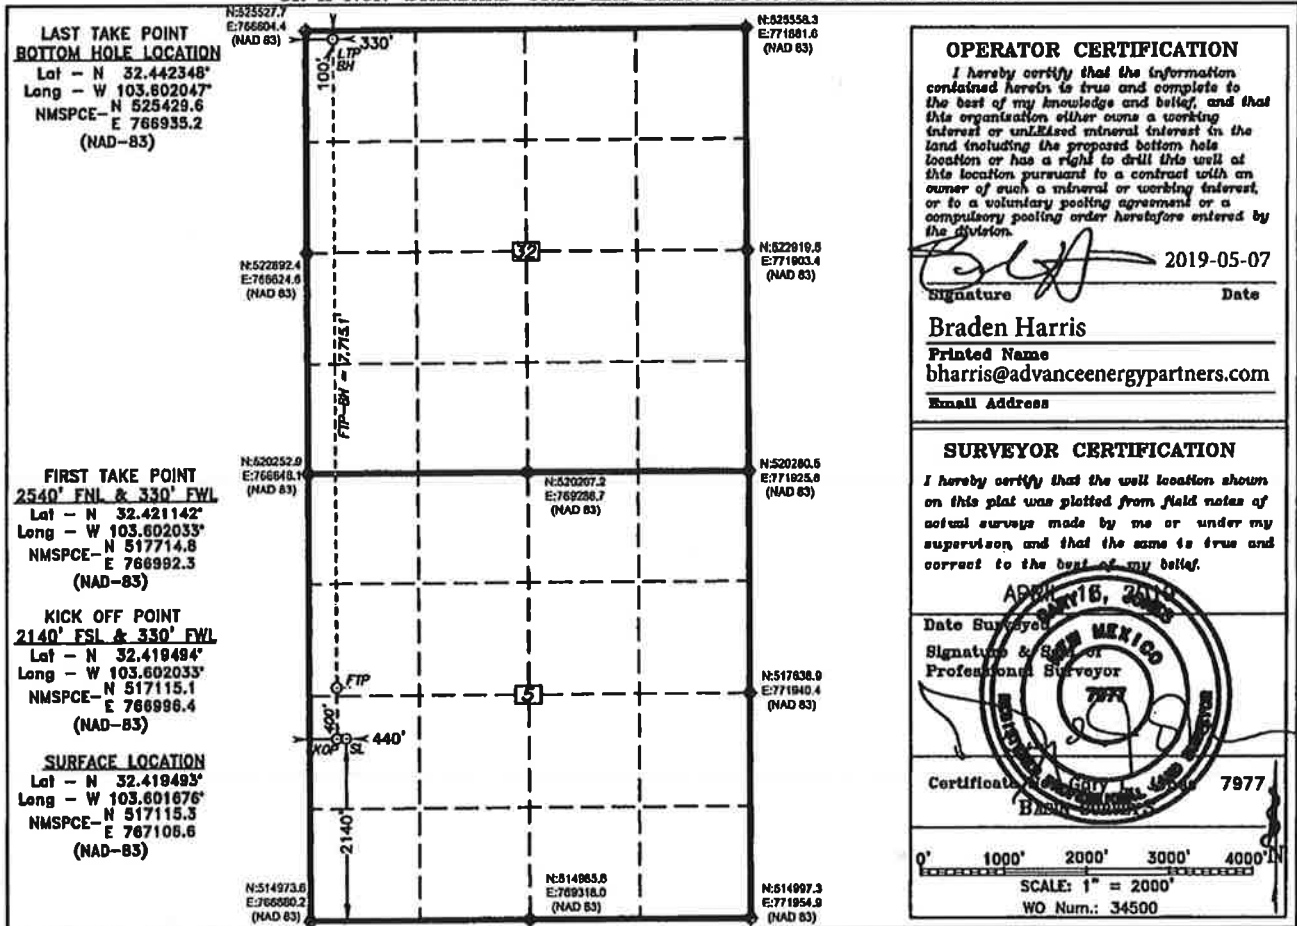 LAST TAKE POINT
BOTTOM HOLE LOCATION
Lat - N 32.442348°
Long - W 103.602047°
NMSPCE- N 525429.6
E 766935.2
(NAD-83)
FIRST TAKE POINT
2540' FNL & 330' FWL
Lat - N 32.421142°
Long - W 103.602033°
NMSPCE- N 517714.8
E 766992.3
(NAD-83)
KICK OFF POINT
2140' FSL & 330' FWL
Lat - N 32.419494°
Long - W 103.602033°
NMSPCE- N 517115.1
E 766996.4
(NAD-83)
SURFACE LOCATION
Lat - N 32.419493°
Long - W 103.601676°
NMSPCE- N 517115.3
E 767106.6
(NAD-83)
N:525527.7
E:766604.4
(NAD 83)
N:525558.3
E:771881.6
(NAD 83)
330'
LTP
BH
100'
32
N:522892.4
E:766624.6
(NAD 83)
N:522919.5
E:771903.4
(NAD 83)
FTP-BH = 7,715.1'
N:520252.9
E:766648.1
(NAD 83)
N:520267.2
E:769286.7
(NAD 83)
N:520280.5
E:771925.6
(NAD 83)
FTP
5
N:517638.9
E:771940.4
(NAD 83)
400'
KOP
SL
440'
2140'
N:514973.6
E:766680.2
(NAD 83)
N:514985.6
E:769318.0
(NAD 83)
N:514997.3
E:771954.9
(NAD 83)
OPERATOR CERTIFICATION
I hereby certify that the information
contained herein is true and complete to
the best of my knowledge and belief, and that
this organization either owns a working
interest or unLEAsed mineral interest in the
land including the proposed bottom hole
location or has a right to drill this well at
this location pursuant to a contract with an
owner of such a mineral or working interest,
or to a voluntary pooling agreement or a
compulsory pooling order heretofore entered by
the division.
2019-05-07
Signature Date
Braden Harris
Printed Name
bharris@advanceenergypartners.com
Email Address
SURVEYOR CERTIFICATION
I hereby certify that the well location shown
on this plat was plotted from field notes of
actual surveys made by me or under my
supervison, and that the same is true and
correct to the best of my belief.
APRIL 2019
Date Surveyed
Signature & Seal of
Professional Surveyor
NEW MEXICO
7977
Certificate Gary 7977
0' 1000' 2000' 3000' 4000'
N
SCALE: 1" = 2000'
WO Num.: 34500